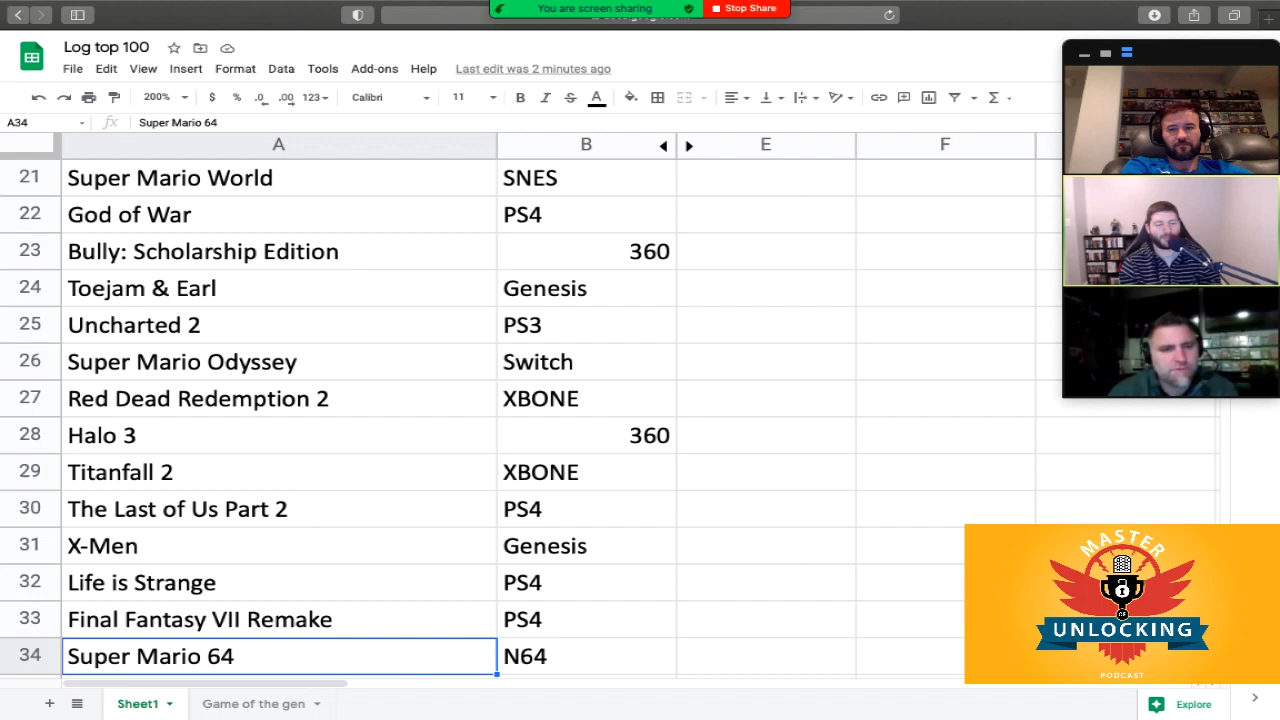 You are screen sharing
Stop Share
Log top 100
File Edit View Insert Format Data Tools Add-ons Help Last edit was 2 minutes ago
200% $ % .0 .00 123 Calibri 11 B I S A
A34 fx Super Mario 64
A B E F
21 Super Mario World SNES
22 God of War PS4
23 Bully: Scholarship Edition 360
24 Toejam & Earl Genesis
25 Uncharted 2 PS3
26 Super Mario Odyssey Switch
27 Red Dead Redemption 2 XBONE
28 Halo 3 360
29 Titanfall 2 XBONE
30 The Last of Us Part 2 PS4
31 X-Men Genesis
32 Life is Strange PS4
33 Final Fantasy VII Remake PS4
34 Super Mario 64 N64
MASTER
OF
UNLOCKING
PODCAST
Sheet1 Game of the gen Explore